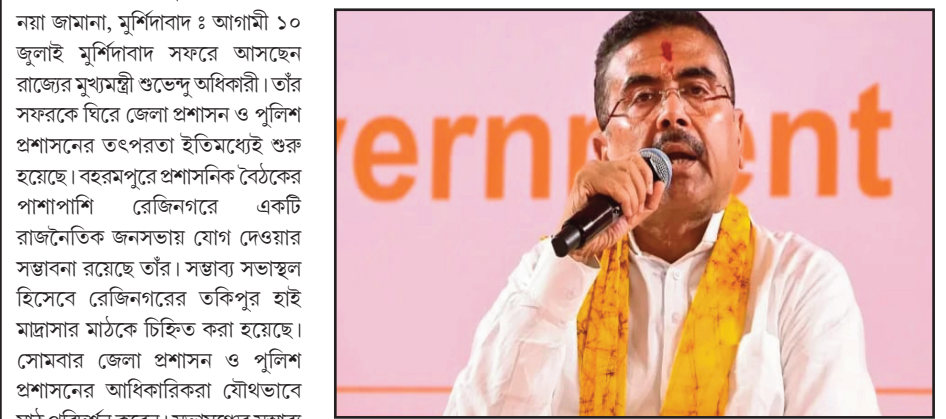 নয়া জামানা, মুর্শিদাবাদ ঃ আগামী ১০
জুলাই মুর্শিদাবাদ সফরে আসছেন
রাজ্যের মুখ্যমন্ত্রী শুভেন্দু অধিকারী। তাঁর
সফরকে ঘিরে জেলা প্রশাসন ও পুলিশ
প্রশাসনের তৎপরতা ইতিমধ্যেই শুরু
হয়েছে। বহরমপুরে প্রশাসনিক বৈঠকের
পাশাপাশি রেজিনগরে একটি
রাজনৈতিক জনসভায় যোগ দেওয়ার
সম্ভাবনা রয়েছে তাঁর। সম্ভাব্য সভাস্থল
হিসেবে রেজিনগরের তকিপুর হাই
মাদ্রাসার মাঠকে চিহ্নিত করা হয়েছে।
সোমবার জেলা প্রশাসন ও পুলিশ
প্রশাসনের আধিকারিকরা যৌথভাবে
vernment